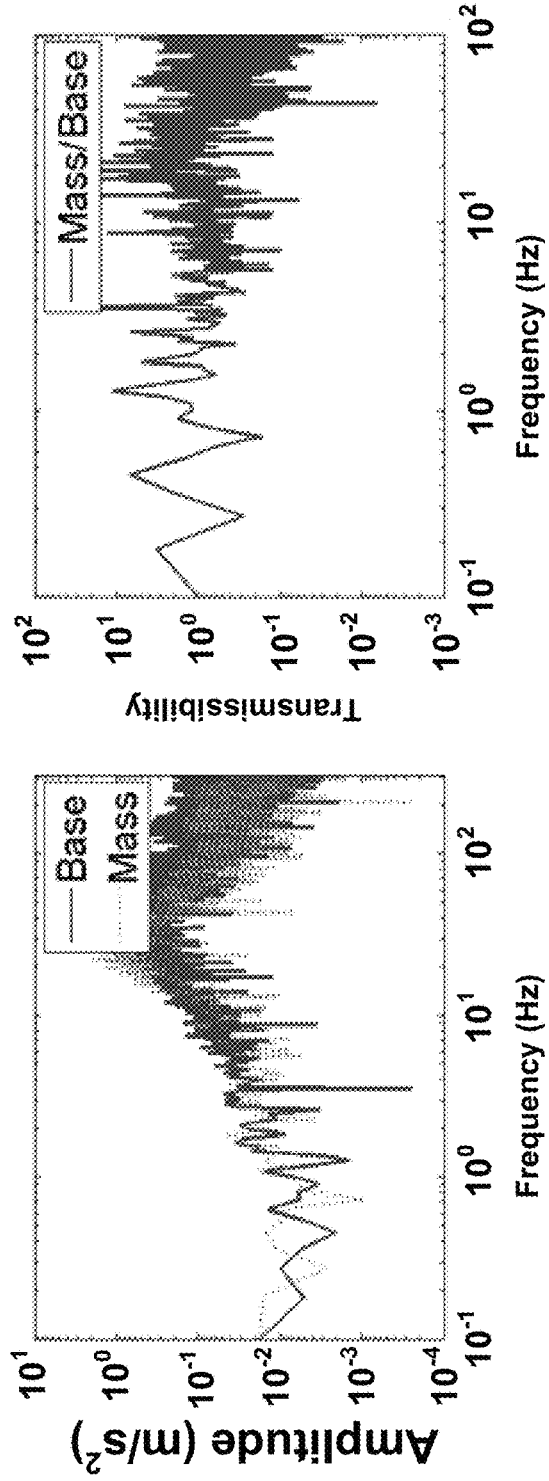 Amplitude (m/s²)
10¹
10⁰
10⁻¹
10⁻²
10⁻³
10⁻⁴
Base
Mass
10⁻¹
10⁰
10¹
10²
Frequency (Hz)
Transmissibility
10²
10¹
10⁰
10⁻¹
10⁻²
10⁻³
Mass/Base
10⁻¹
10⁰
10¹
10²
Frequency (Hz)